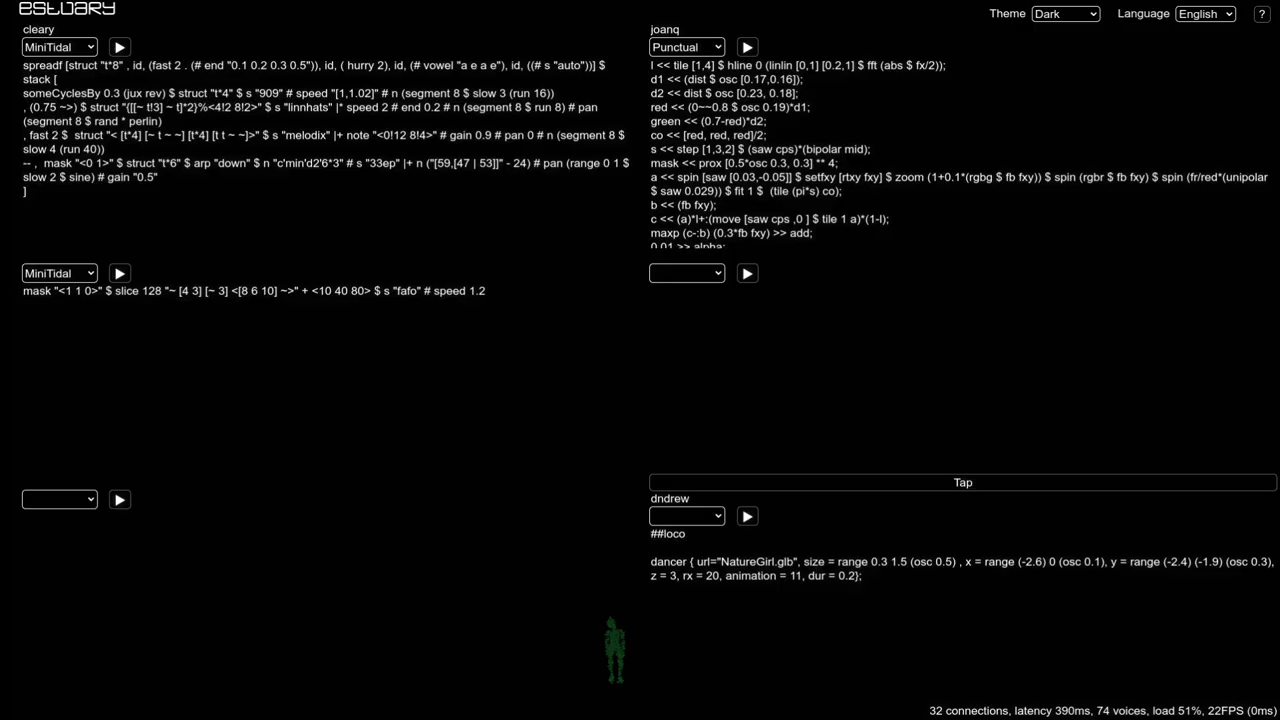 ESTUARY
Theme Dark Language English ?
cleary
MiniTidal
spreadf [struct "t*8" , id, (fast 2 . (# end "0.1 0.2 0.3 0.5")), id, ( hurry 2), id, (# vowel "a e a e"), id, ((# s "auto"))] $
stack [
someCyclesBy 0.3 (jux rev) $ struct "t*4" $ s "909" # speed "[1,1.02]" # n (segment 8 $ slow 3 (run 16))
, (0.75 ~>) $ struct "{[[~ t!3] ~ t]*2}%<4!2 8!2>" $ s "linnhats" |* speed 2 # end 0.2 # n (segment 8 $ run 8) # pan
(segment 8 $ rand * perlin)
, fast 2 $  struct "< [t*4] [~ t ~ ~] [t*4] [t t ~ ~]>" $ s "melodix" |+ note "<0!12 8!4>" # gain 0.9 # pan 0 # n (segment 8 $
slow 4 (run 40))
-- ,  mask "<0 1>" $ struct "t*6" $ arp "down" $ n "c'min'd2'6*3" # s "33ep" |+ n ("[59,[47 | 53]]" - 24) # pan (range 0 1 $
slow 2 $ sine) # gain "0.5"
]
MiniTidal
mask "<1 1 0>" $ slice 128 "~ [4 3] [~ 3] <[8 6 10] ~>" + <10 40 80> $ s "fafo" # speed 1.2
joanq
Punctual
l << tile [1,4] $ hline 0 (linlin [0,1] [0.2,1] $ fft (abs $ fx/2));
d1 << (dist $ osc [0.17,0.16]);
d2 << dist $ osc [0.23, 0.18];
red << (0~~0.8 $ osc 0.19)*d1;
green << (0.7-red)*d2;
co << [red, red, red]/2;
s << step [1,3,2] $ (saw cps)*(bipolar mid);
mask << prox [0.5*osc 0.3, 0.3] ** 4;
a << spin [saw [0.03,-0.05]] $ setfxy [rtxy fxy] $ zoom (1+0.1*(rgbg $ fb fxy)) $ spin (rgbr $ fb fxy) $ spin (fr/red*(unipolar
$ saw 0.029)) $ fit 1 $  (tile (pi*s) co);
b << (fb fxy);
c << (a)*l+:(move [saw cps ,0 ] $ tile 1 a)*(1-l);
maxp (c-:b) (0.3*fb fxy) >> add;
0.01 >> alpha;
Tap
dndrew
##loco
dancer { url="NatureGirl.glb", size = range 0.3 1.5 (osc 0.5) , x = range (-2.6) 0 (osc 0.1), y = range (-2.4) (-1.9) (osc 0.3),
z = 3, rx = 20, animation = 11, dur = 0.2};
32 connections, latency 390ms, 74 voices, load 51%, 22FPS (0ms)